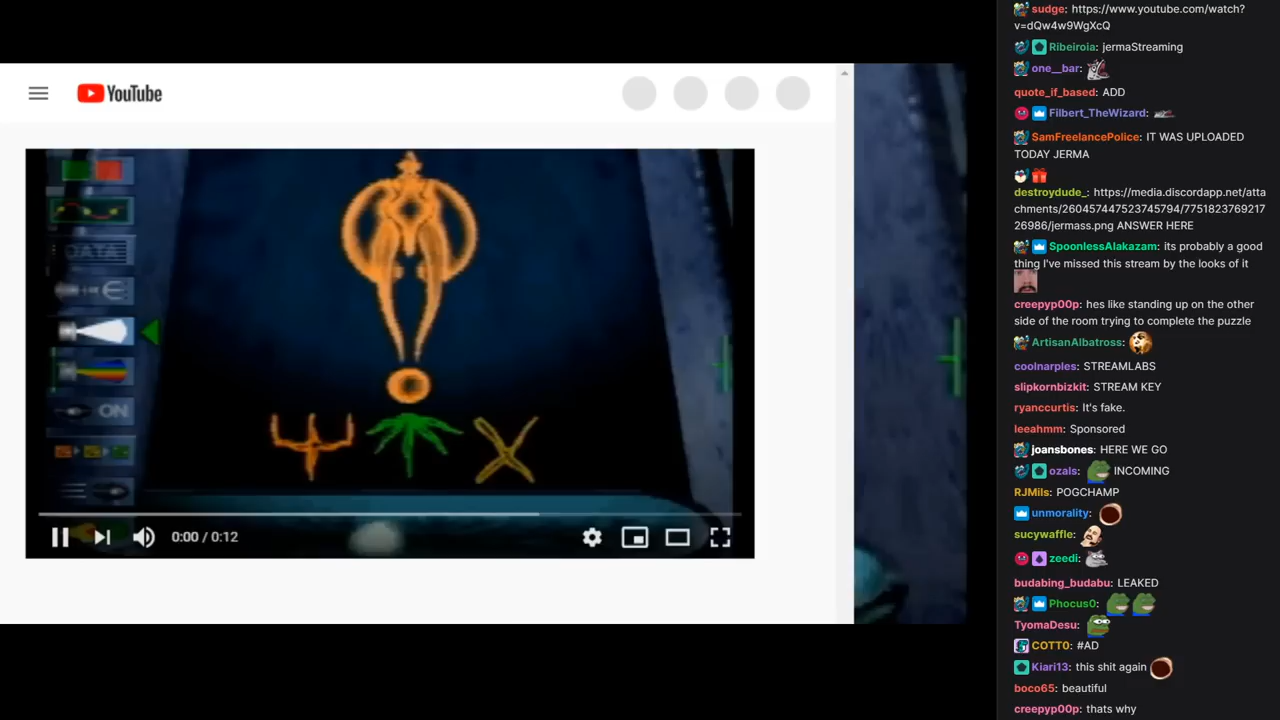 YouTube
DATA
ON
0:00 / 0:12
sudge: https://www.youtube.com/watch?
v=dQw4w9WgXcQ
Ribeiroia: jermaStreaming
one__bar:
quote_if_based: ADD
Filbert_TheWizard:
SamFreelancePolice: IT WAS UPLOADED
TODAY JERMA
destroydude_: https://media.discordapp.net/atta
chments/260457447523745794/7751823769217
26986/jermass.png ANSWER HERE
SpoonlessAlakazam: its probably a good
thing I've missed this stream by the looks of it
creepyp00p: hes like standing up on the other
side of the room trying to complete the puzzle
ArtisanAlbatross:
coolnarples: STREAMLABS
slipkornbizkit: STREAM KEY
ryanccurtis: It's fake.
leeahmm: Sponsored
joansbones: HERE WE GO
ozals: INCOMING
RJMils: POGCHAMP
unmorality:
sucywaffle:
zeedi:
budabing_budabu: LEAKED
Phocus0:
TyomaDesu:
COTT0: #AD
Kiari13: this shit again
boco65: beautiful
creepyp00p: thats why